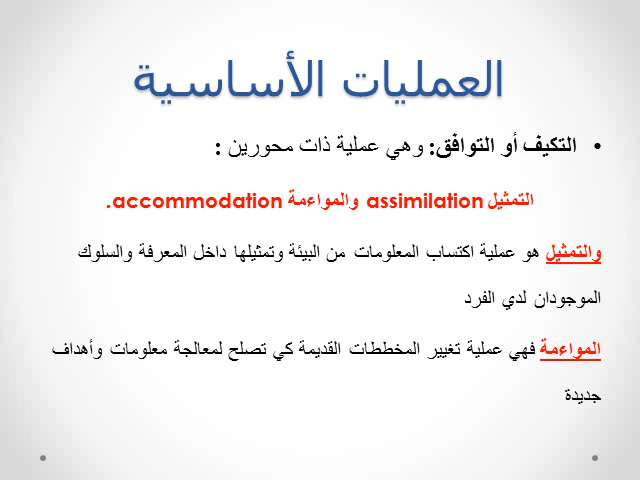 العمليات الأساسية
• التكيف أو التوافق: وهي عملية ذات محورين :
التمثيل assimilation والمواءمة accommodation.
والتمثيل هو عملية اكتساب المعلومات من البيئة وتمثيلها داخل المعرفة والسلوك
الموجودان لدي الفرد
المواءمة فهي عملية تغيير المخططات القديمة كي تصلح لمعالجة معلومات وأهداف
جديدة